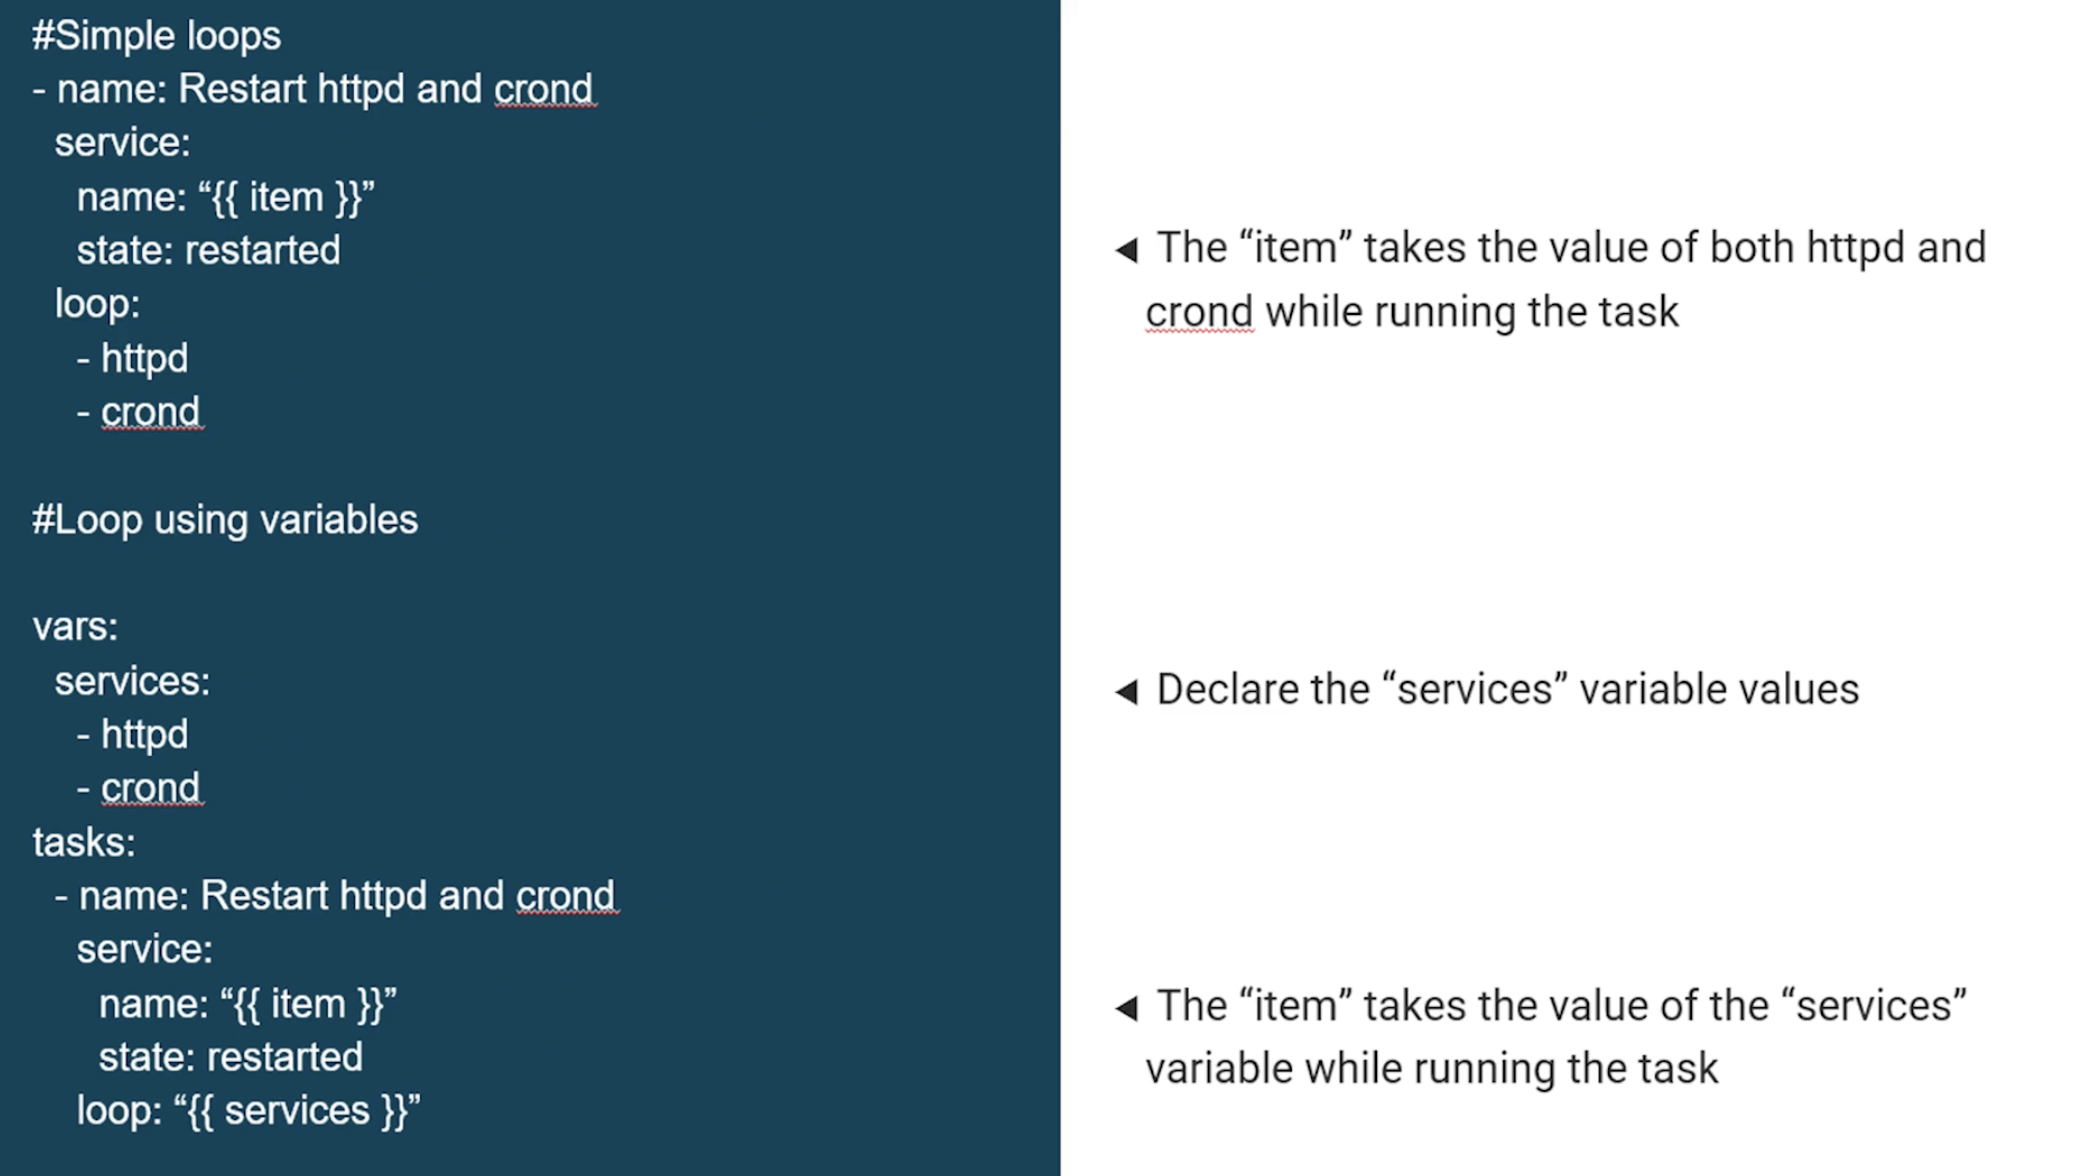 #Simple loops
- name: Restart httpd and crond
service:
name: “{{ item }}”
state: restarted
loop:
- httpd
- crond
#Loop using variables
vars:
services:
- httpd
- crond
tasks:
- name: Restart httpd and crond
service:
name: “{{ item }}”
state: restarted
loop: “{{ services }}”
◄ The “item” takes the value of both httpd and
crond while running the task
◄ Declare the “services” variable values
◄ The “item” takes the value of the “services”
variable while running the task